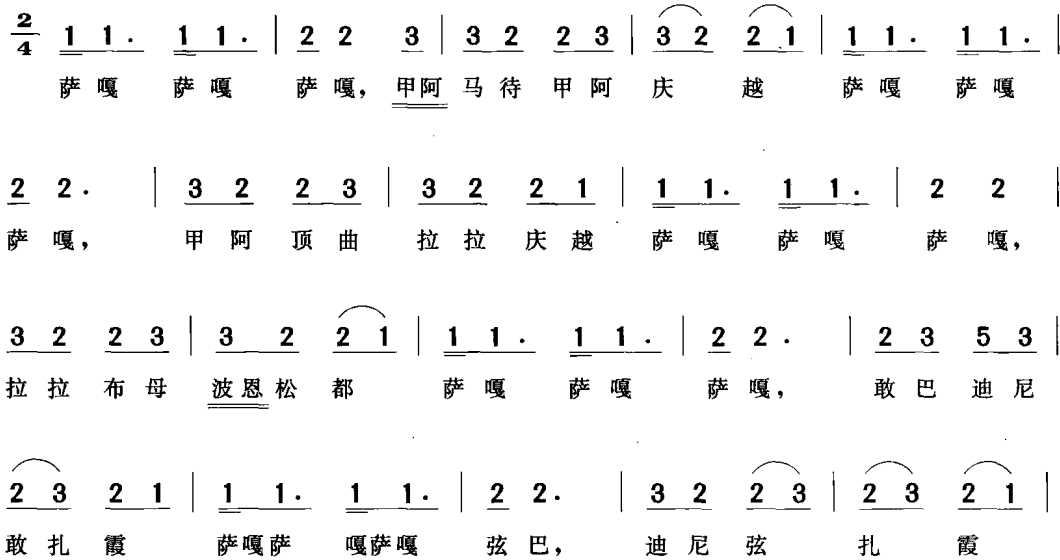 2/4 1 1. 1 1. | 2 2 3 | 3 2 2 3 | 3 2 2 1 | 1 1. 1 1. |
萨嘎 萨嘎 萨嘎，甲阿 马待 甲阿 庆 越 萨嘎 萨嘎
2 2. | 3 2 2 3 | 3 2 2 1 | 1 1. 1 1. | 2 2 |
萨嘎， 甲阿 顶曲 拉拉 庆越 萨嘎 萨嘎 萨嘎，
3 2 2 3 | 3 2 2 1 | 1 1. 1 1. | 2 2. | 2 3 5 3 |
拉拉 布母 波恩松 都 萨嘎 萨嘎 萨嘎， 敢巴 迪尼
2 3 2 1 | 1 1. 1 1. | 2 2. | 3 2 2 3 | 2 3 2 1 |
敢扎 霞 萨嘎萨 嘎萨嘎 弦巴， 迪尼 弦 扎 霞